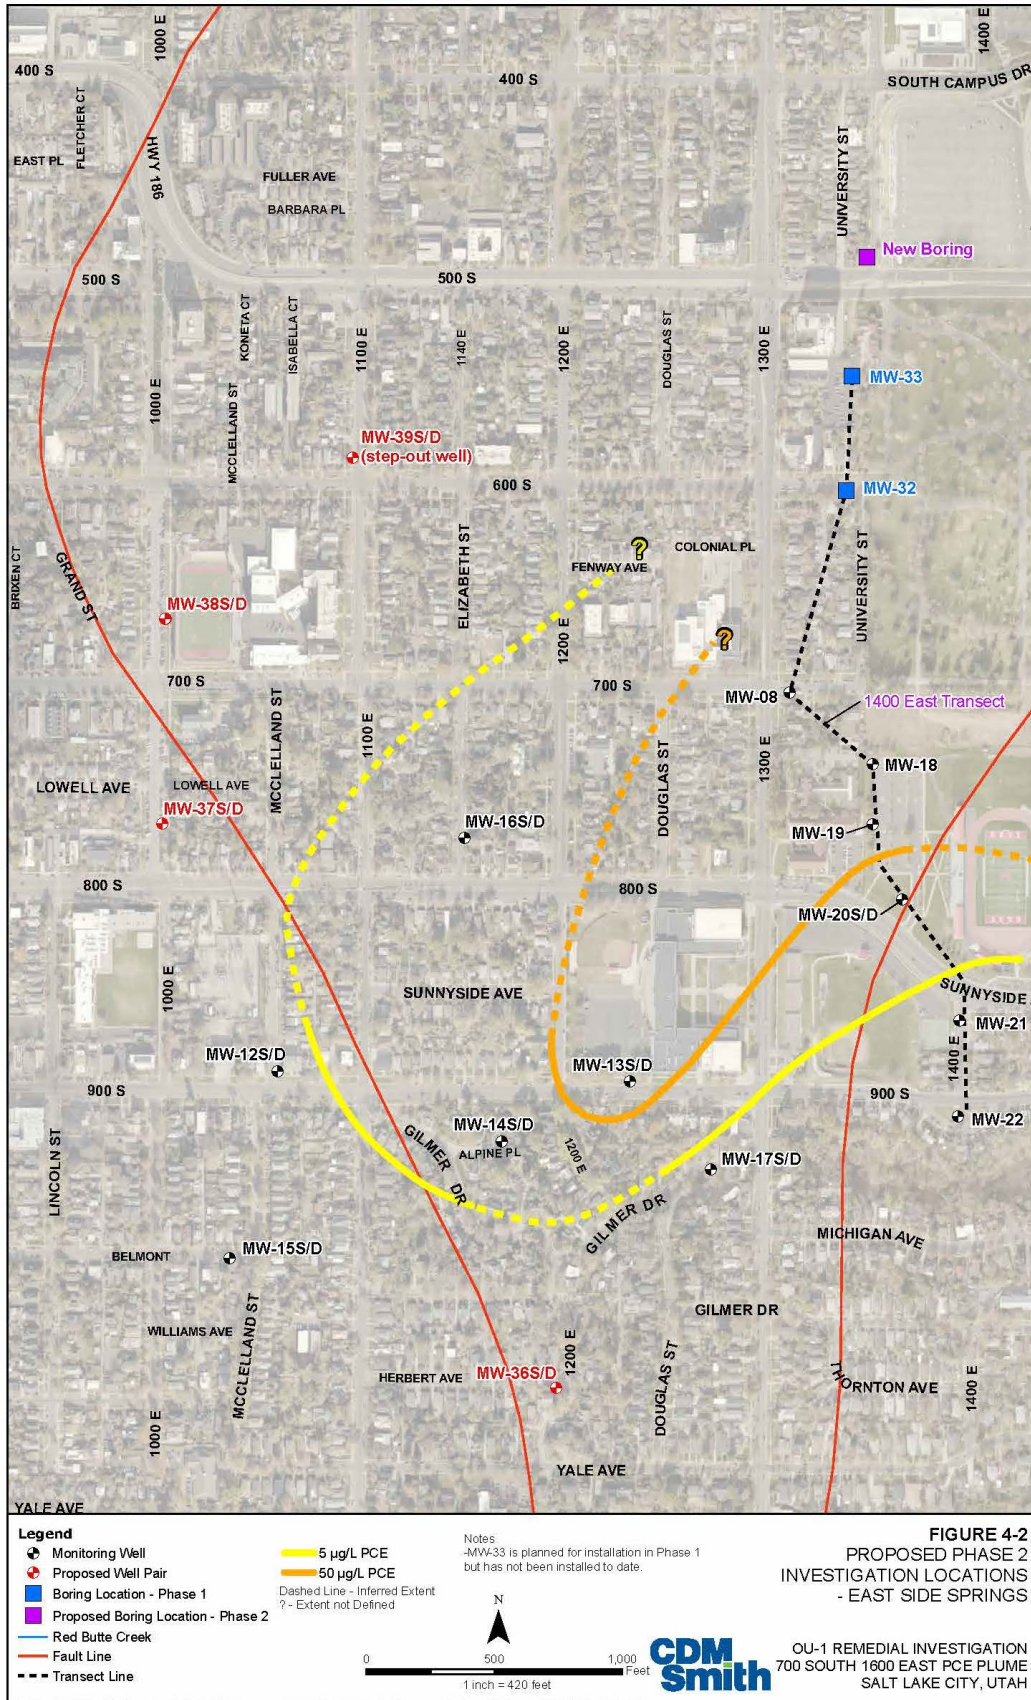 1000 E
1400 E
400 S
400 S
SOUTH CAMPUS DR
FLETCHER CT
EAST PL
HWY 186
FULLER AVE
BARBARA PL
UNIVERSITY ST
New Boring
500 S
500 S
KONETA CT
ISABELLA CT
1100 E
1140 E
1200 E
DOUGLAS ST
1300 E
1000 E
MCCLELLAND ST
MW-33
MW-39S/D
(step-out well)
600 S
MW-32
BRIXEN CT
GRAND ST
ELIZABETH ST
?
COLONIAL PL
FENWAY AVE
UNIVERSITY ST
MW-38S/D
1200 E
?
700 S
700 S
MW-08
1400 East Transect
MCCLELLAND ST
1100 E
DOUGLAS ST
1300 E
MW-18
LOWELL AVE
LOWELL AVE
MW-37S/D
MW-16S/D
MW-19
800 S
800 S
MW-20S/D
1000 E
SUNNYSIDE AVE
SUNNYSIDE
MW-21
1400 E
MW-12S/D
MW-13S/D
900 S
900 S
MW-22
LINCOLN ST
GILMER DR
MW-14S/D
ALPINE PL
1200 E
MW-17S/D
GILMER DR
MICHIGAN AVE
BELMONT
MW-15S/D
MCCLELLAND ST
WILLIAMS AVE
GILMER DR
1200 E
HERBERT AVE
MW-36S/D
DOUGLAS ST
THORNTON AVE
1400 E
1000 E
YALE AVE
YALE AVE
Legend
Monitoring Well
Proposed Well Pair
Boring Location - Phase 1
Proposed Boring Location - Phase 2
Red Butte Creek
Fault Line
Transect Line
5 µg/L PCE
50 µg/L PCE
Dashed Line - Inferred Extent
? - Extent not Defined
Notes
-MW-33 is planned for installation in Phase 1
but has not been installed to date.
N
0 500 1,000
Feet
1 inch = 420 feet
CDM
Smith
FIGURE 4-2
PROPOSED PHASE 2
INVESTIGATION LOCATIONS
- EAST SIDE SPRINGS
OU-1 REMEDIAL INVESTIGATION
700 SOUTH 1600 EAST PCE PLUME
SALT LAKE CITY, UTAH